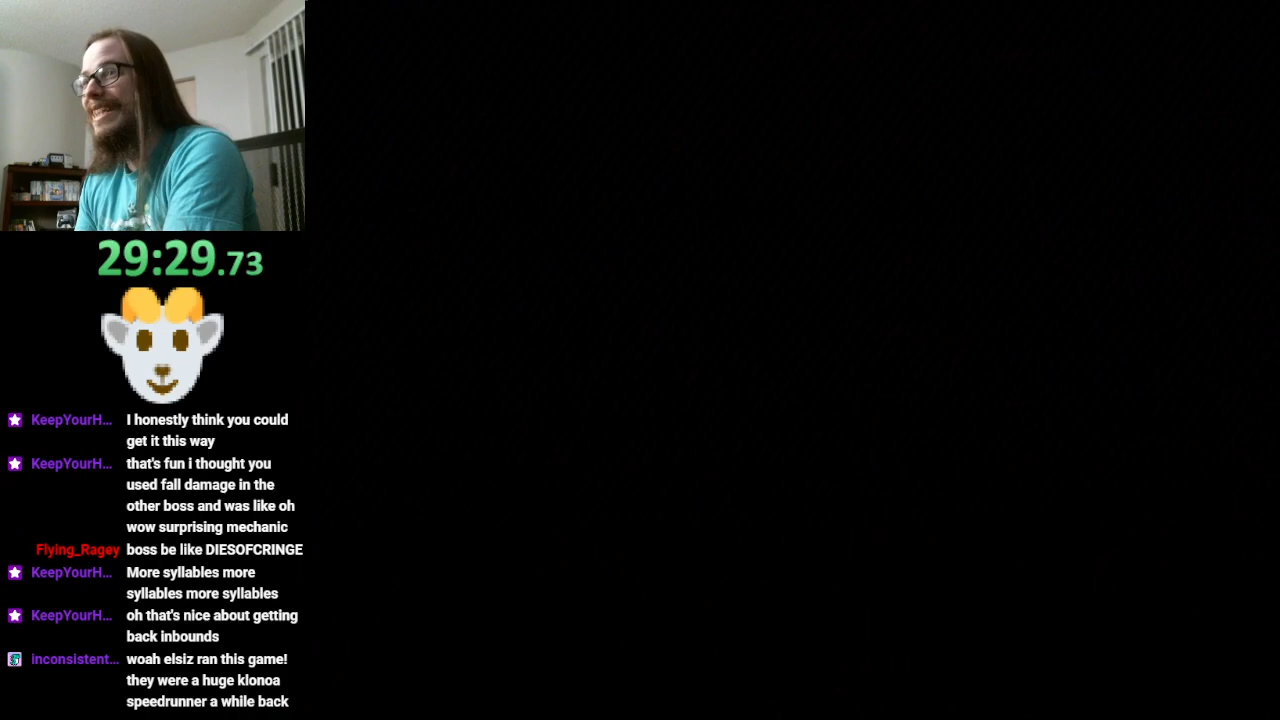 29:29.73
KeepYourH... I honestly think you could
get it this way
KeepYourH... that's fun i thought you
used fall damage in the
other boss and was like oh
wow surprising mechanic
Flying_Ragey boss be like DIESOFCRINGE
KeepYourH... More syllables more
syllables more syllables
KeepYourH... oh that's nice about getting
back inbounds
inconsistent... woah elsiz ran this game!
they were a huge klonoa
speedrunner a while back